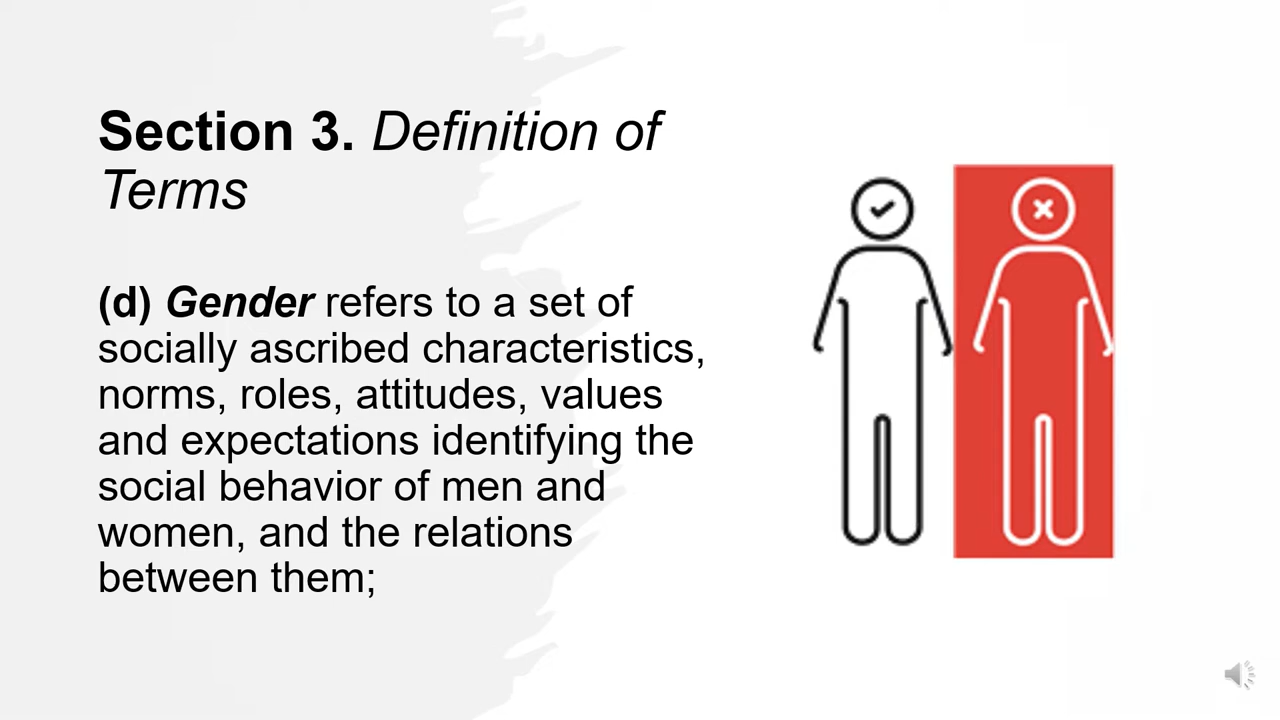 Section 3. Definition of
Terms
(d) Gender refers to a set of
socially ascribed characteristics,
norms, roles, attitudes, values
and expectations identifying the
social behavior of men and
women, and the relations
between them;